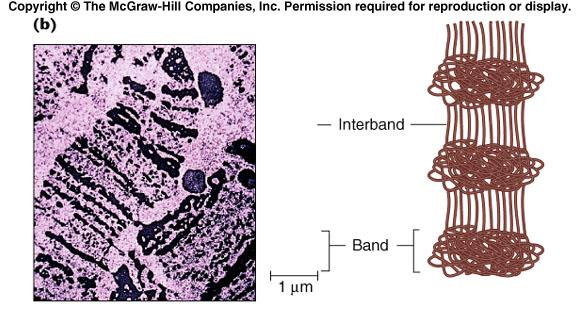 Copyright © The McGraw-Hill Companies, Inc. Permission required for reproduction or display.
(b)
Interband
Band
1 μm